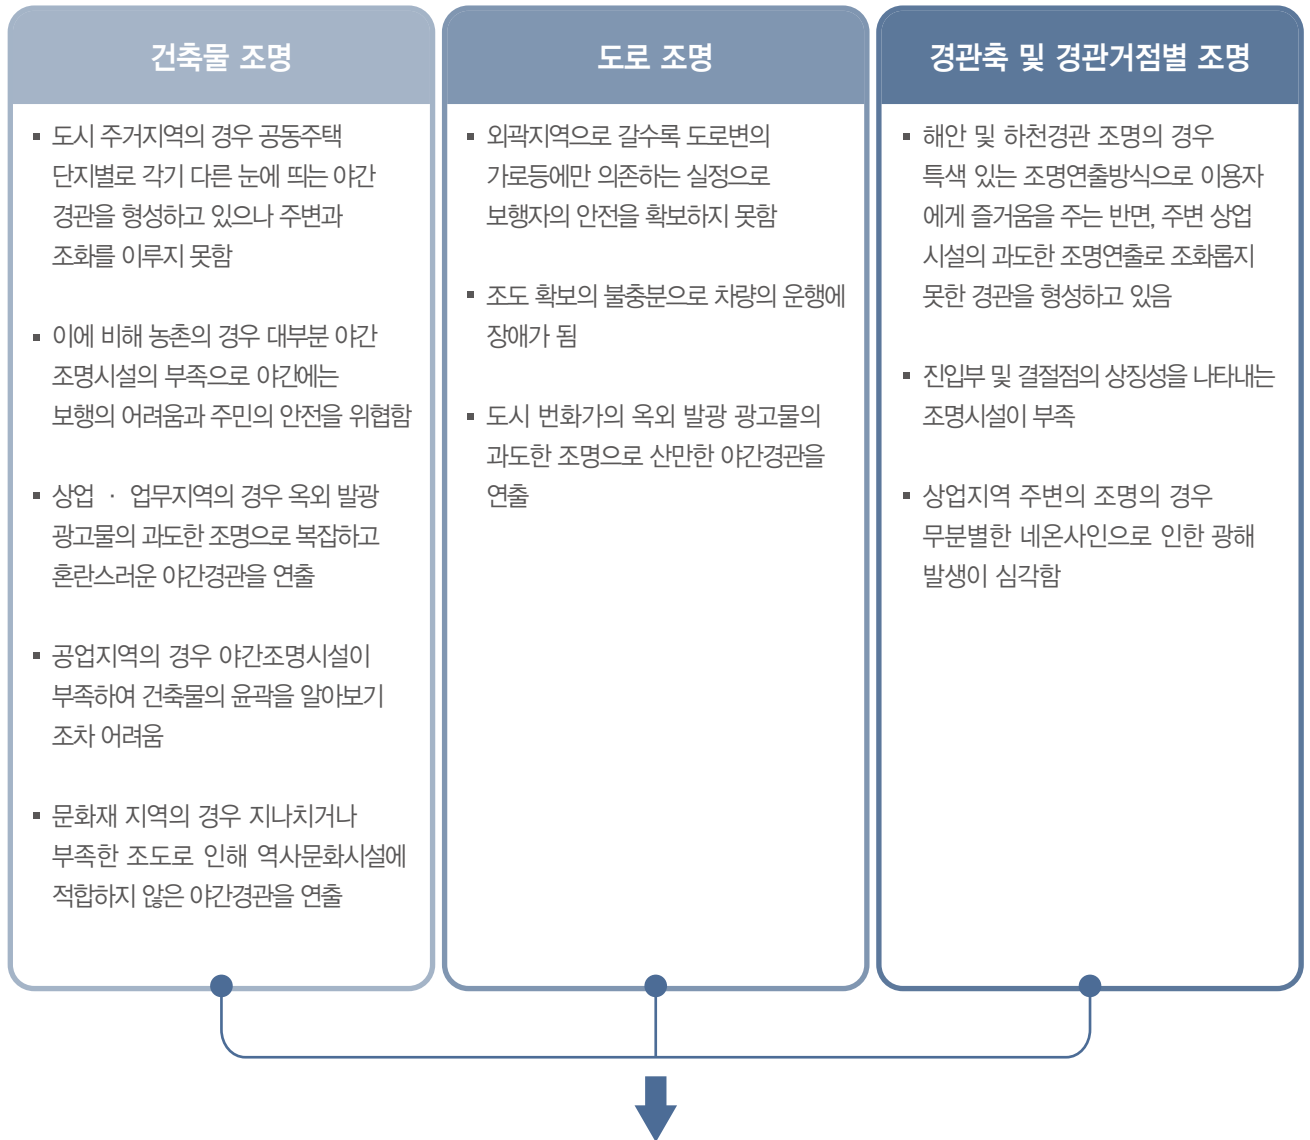 건축물 조명
도시 주거지역의 경우 공동주택
단지별로 각기 다른 눈에 띄는 야간
경관을 형성하고 있으나 주변과
조화를 이루지 못함
이에 비해 농촌의 경우 대부분 야간
조명시설의 부족으로 야간에는
보행의 어려움과 주민의 안전을 위협함
상업 · 업무지역의 경우 옥외 발광
광고물의 과도한 조명으로 복잡하고
혼란스러운 야간경관을 연출
공업지역의 경우 야간조명시설이
부족하여 건축물의 윤곽을 알아보기
조차 어려움
문화재 지역의 경우 지나치거나
부족한 조도로 인해 역사문화시설에
적합하지 않은 야간경관을 연출
도로 조명
외곽지역으로 갈수록 도로변의
가로등에만 의존하는 실정으로
보행자의 안전을 확보하지 못함
조도 확보의 불충분으로 차량의 운행에
장애가 됨
도시 번화가의 옥외 발광 광고물의
과도한 조명으로 산만한 야간경관을
연출
경관축 및 경관거점별 조명
해안 및 하천경관 조명의 경우
특색 있는 조명연출방식으로 이용자
에게 즐거움을 주는 반면, 주변 상업
시설의 과도한 조명연출로 조화롭지
못한 경관을 형성하고 있음
진입부 및 결절점의 상징성을 나타내는
조명시설이 부족
상업지역 주변의 조명의 경우
무분별한 네온사인으로 인한 광해
발생이 심각함